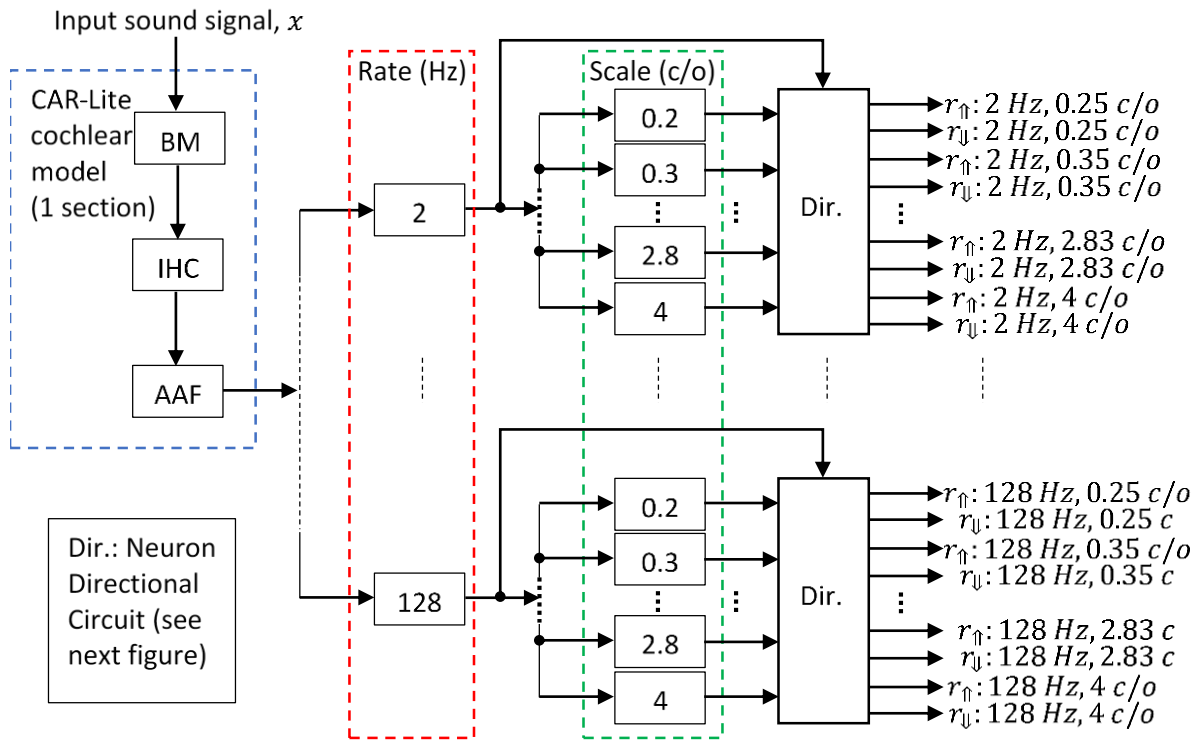 Input sound signal, x
CAR-Lite
cochlear
model
(1 section)
BM
IHC
AAF
Rate (Hz)
2
128
Scale (c/o)
0.2
0.3
2.8
4
Dir.
r⇑: 2 Hz, 0.25 c/o
r⇓: 2 Hz, 0.25 c/o
r⇑: 2 Hz, 0.35 c/o
r⇓: 2 Hz, 0.35 c/o
r⇑: 2 Hz, 2.83 c/o
r⇓: 2 Hz, 2.83 c/o
r⇑: 2 Hz, 4 c/o
r⇓: 2 Hz, 4 c/o
0.2
0.3
2.8
4
Dir.
r⇑: 128 Hz, 0.25 c/o
r⇓: 128 Hz, 0.25 c
r⇑: 128 Hz, 0.35 c/o
r⇓: 128 Hz, 0.35 c
r⇑: 128 Hz, 2.83 c
r⇓: 128 Hz, 2.83 c
r⇑: 128 Hz, 4 c/o
r⇓: 128 Hz, 4 c/o
Dir.: Neuron
Directional
Circuit (see
next figure)